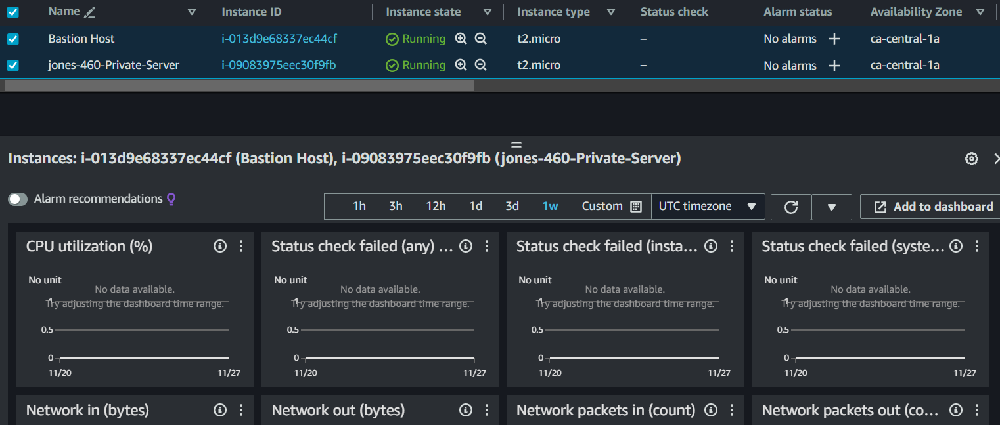 Name Instance ID Instance state Instance type Status check Alarm status Availability Zone
Bastion Host i-013d9e68337ec44cf Running t2.micro – No alarms + ca-central-1a
jones-460-Private-Server i-09083975eec30f9fb Running t2.micro – No alarms + ca-central-1a
Instances: i-013d9e68337ec44cf (Bastion Host), i-09083975eec30f9fb (jones-460-Private-Server)
Alarm recommendations 1h 3h 12h 1d 3d 1w Custom UTC timezone Add to dashboard
CPU utilization (%) Status check failed (any) ... Status check failed (insta... Status check failed (syste...
No unit No unit No unit No unit
No data available. No data available. No data available. No data available.
1 Try adjusting the dashboard time range. 1 Try adjusting the dashboard time range. 1 Try adjusting the dashboard time range. 1 Try adjusting the dashboard time range.
0.5 0.5 0.5 0.5
0 0 0 0
11/20 11/27 11/20 11/27 11/20 11/27 11/20 11/27
Network in (bytes) Network out (bytes) Network packets in (count) Network packets out (co...